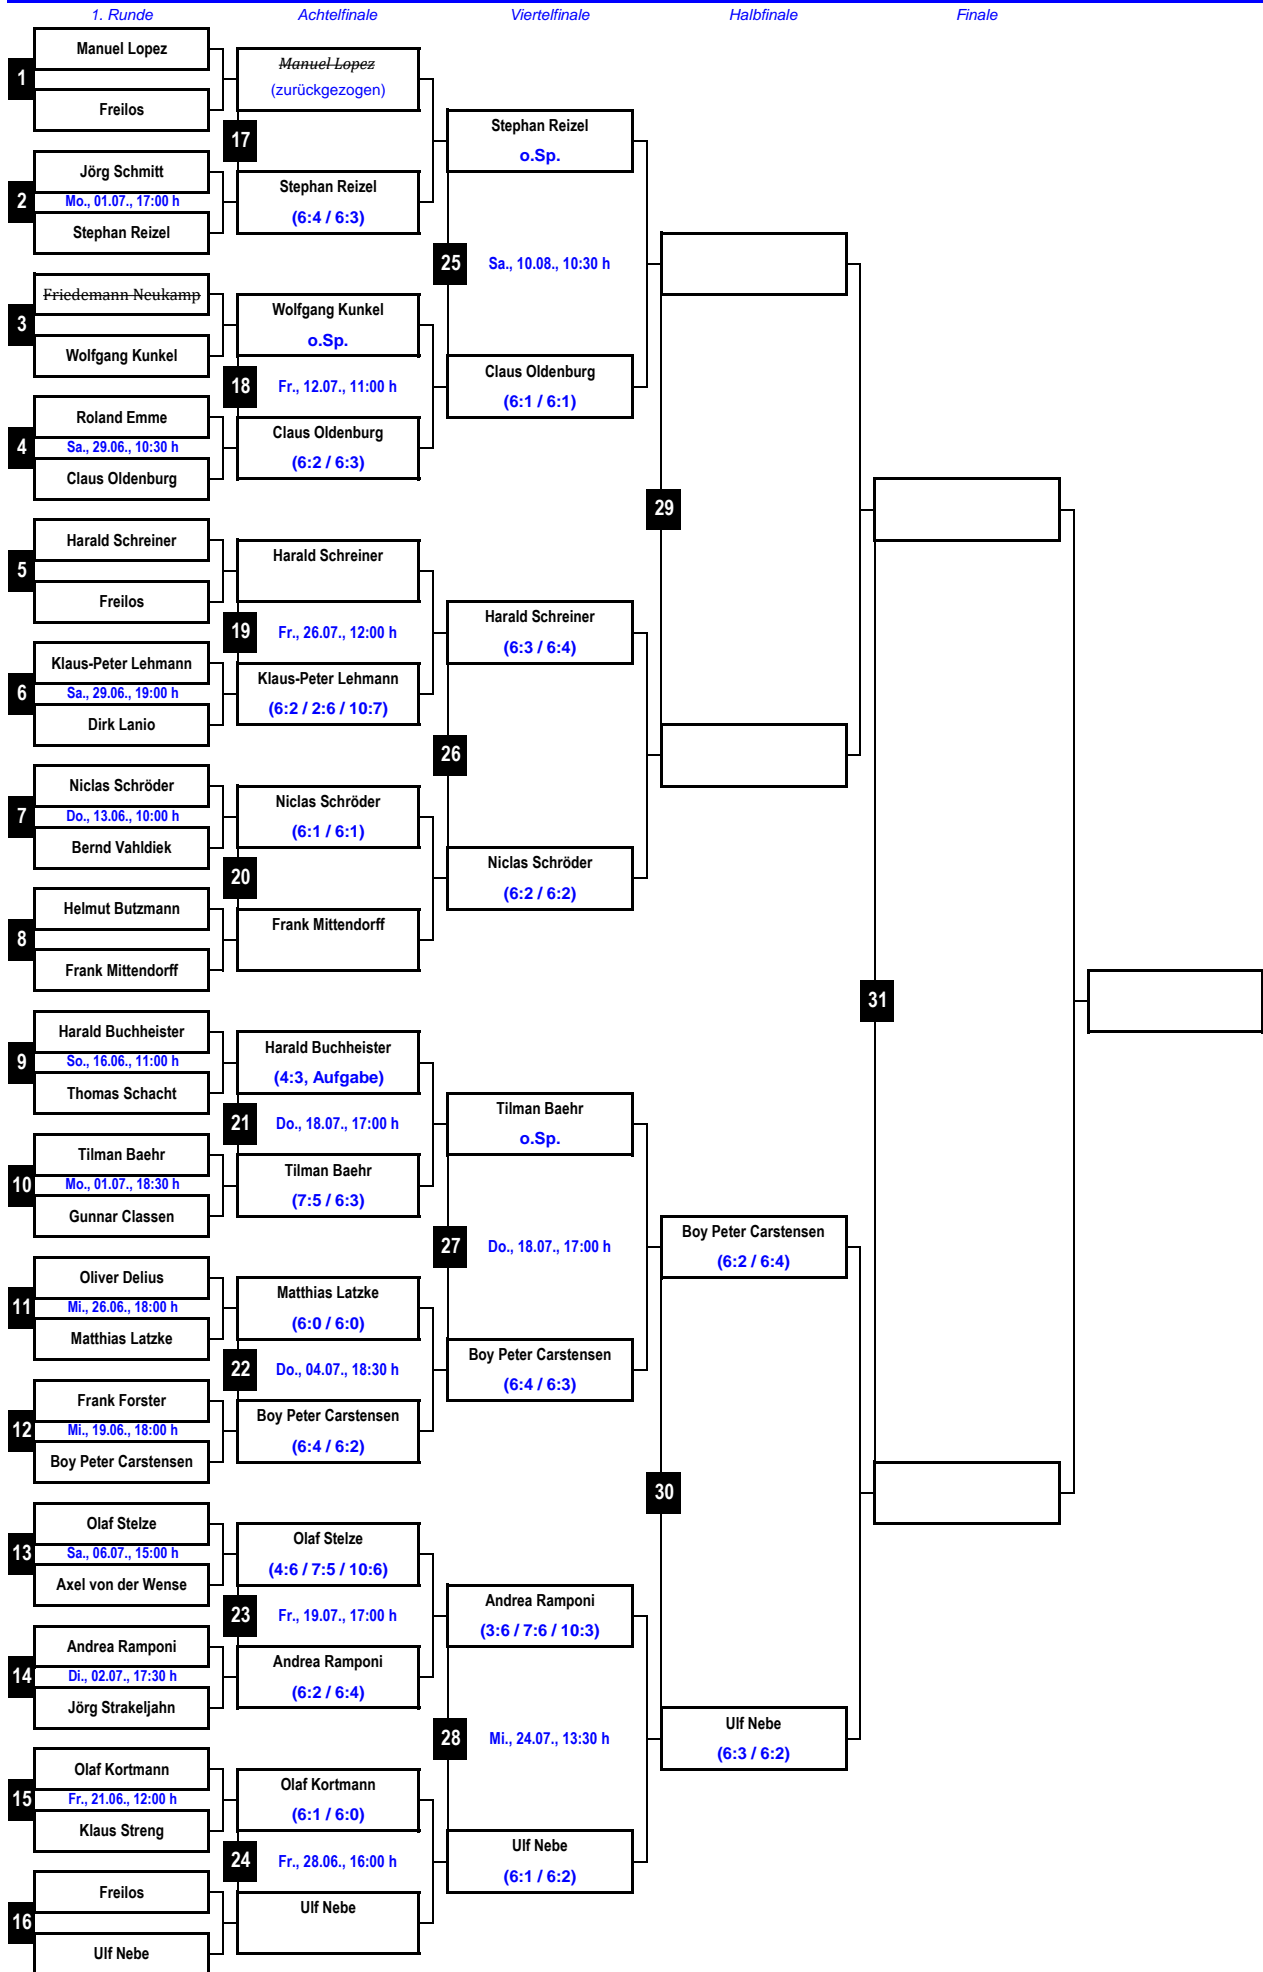 1. Runde
Achtelfinale
Viertelfinale
Halbfinale
Finale
1
Manuel Lopez
Freilos
2
Jörg Schmitt
Mo., 01.07., 17:00 h
Stephan Reizel
3
Friedemann Neukamp
Wolfgang Kunkel
4
Roland Emme
Sa., 29.06., 10:30 h
Claus Oldenburg
5
Harald Schreiner
Freilos
6
Klaus-Peter Lehmann
Sa., 29.06., 19:00 h
Dirk Lanio
7
Niclas Schröder
Do., 13.06., 10:00 h
Bernd Vahldiek
8
Helmut Butzmann
Frank Mittendorff
9
Harald Buchheister
So., 16.06., 11:00 h
Thomas Schacht
10
Tilman Baehr
Mo., 01.07., 18:30 h
Gunnar Classen
11
Oliver Delius
Mi., 26.06., 18:00 h
Matthias Latzke
12
Frank Forster
Mi., 19.06., 18:00 h
Boy Peter Carstensen
13
Olaf Stelze
Sa., 06.07., 15:00 h
Axel von der Wense
14
Andrea Ramponi
Di., 02.07., 17:30 h
Jörg Strakeljahn
15
Olaf Kortmann
Fr., 21.06., 12:00 h
Klaus Streng
16
Freilos
Ulf Nebe
Manuel Lopez
(zurückgezogen)
17
Stephan Reizel
(6:4 / 6:3)
Wolfgang Kunkel
o.Sp.
18
Fr., 12.07., 11:00 h
Claus Oldenburg
(6:2 / 6:3)
Harald Schreiner
19
Fr., 26.07., 12:00 h
Klaus-Peter Lehmann
(6:2 / 2:6 / 10:7)
Niclas Schröder
(6:1 / 6:1)
20
Frank Mittendorff
Harald Buchheister
(4:3, Aufgabe)
21
Do., 18.07., 17:00 h
Tilman Baehr
(7:5 / 6:3)
Matthias Latzke
(6:0 / 6:0)
22
Do., 04.07., 18:30 h
Boy Peter Carstensen
(6:4 / 6:2)
Olaf Stelze
(4:6 / 7:5 / 10:6)
23
Fr., 19.07., 17:00 h
Andrea Ramponi
(6:2 / 6:4)
Olaf Kortmann
(6:1 / 6:0)
24
Fr., 28.06., 16:00 h
Ulf Nebe
Stephan Reizel
o.Sp.
25
Sa., 10.08., 10:30 h
Claus Oldenburg
(6:1 / 6:1)
Harald Schreiner
(6:3 / 6:4)
26
Niclas Schröder
(6:2 / 6:2)
Tilman Baehr
o.Sp.
27
Do., 18.07., 17:00 h
Boy Peter Carstensen
(6:4 / 6:3)
Andrea Ramponi
(3:6 / 7:6 / 10:3)
28
Mi., 24.07., 13:30 h
Ulf Nebe
(6:1 / 6:2)
29
Boy Peter Carstensen
(6:2 / 6:4)
30
Ulf Nebe
(6:3 / 6:2)
31